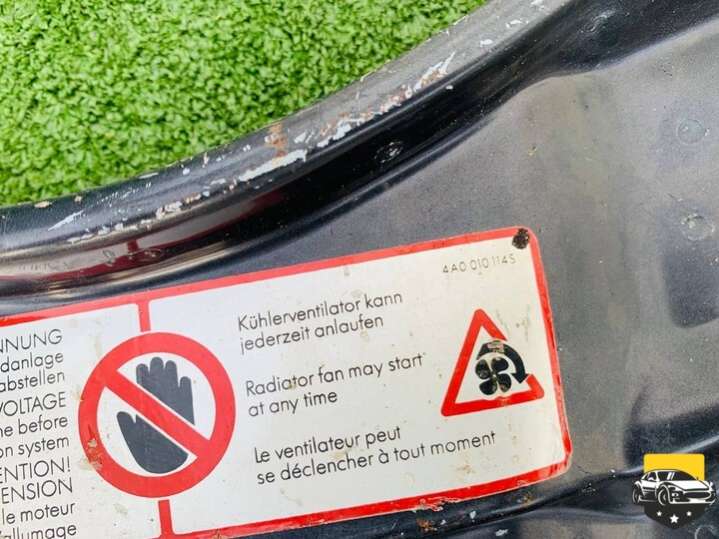 NNUNG
danlage
abstellen
VOLTAGE
ne before
on system
ENTION!
ENSION
le moteur
allumage
4A0 010 114S
Kühlerventilator kann
jederzeit anlaufen
Radiator fan may start
at any time
Le ventilateur peut
se déclencher à tout moment